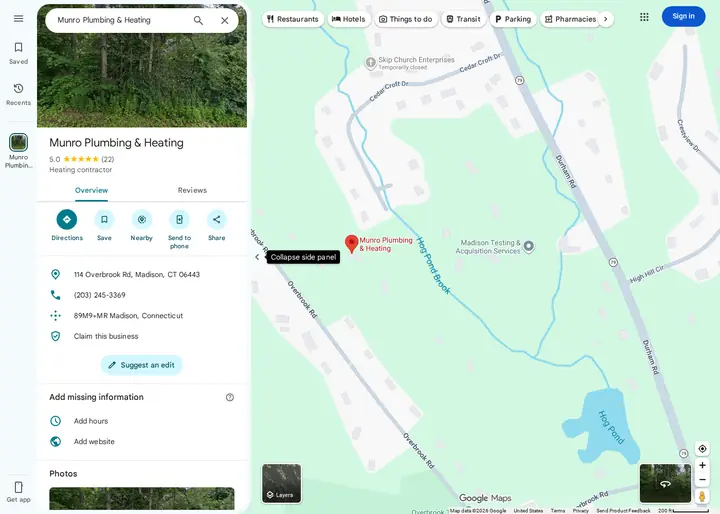 Munro Plumbing & Heating
Saved
Recents
Munro
Plumbin...
Get app
Munro Plumbing & Heating
5.0
(22)
Heating contractor
Overview
Reviews
Directions
Save
Nearby
Send to
phone
Share
114 Overbrook Rd, Madison, CT 06443
(203) 245-3369
89M9+MR Madison, Connecticut
Claim this business
Suggest an edit
Add missing information
Add hours
Add website
Photos
Restaurants
Hotels
Things to do
Transit
Parking
Pharmacies
Sign in
Skip Church Enterprises
Temporarily closed
Cedar Croft Dr
Cedar Croft Dr
79
Durham Rd
Crestview Dr
Munro Plumbing
& Heating
Madison Testing &
Acquisition Services
Hog Pond Brook
79
High Hill Cir
Collapse side panel
Overbrook Rd
Overbrook Rd
Durham Rd
Hog Pond
Overbrook Rd
79
Layers
Google Maps
Map data ©2026 Google
United States
Terms
Privacy
Send Product Feedback
200 ft